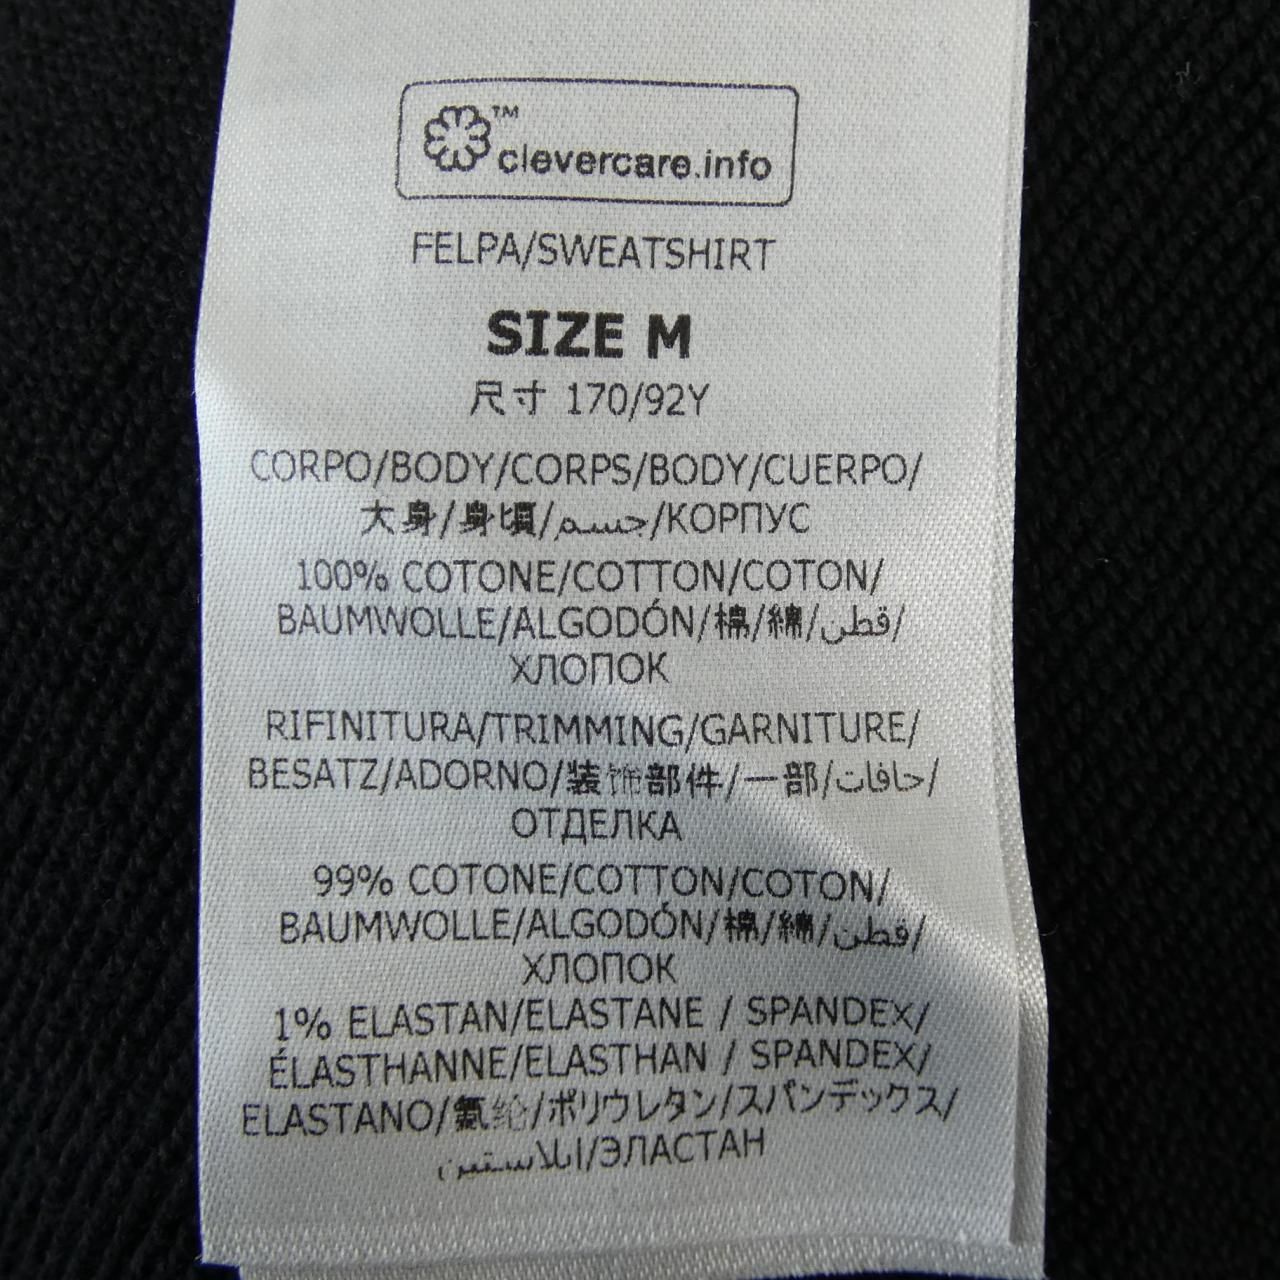 ™
clevercare.info
FELPA/SWEATSHIRT
SIZE M
尺寸 170/92Y
CORPO/BODY/CORPS/BODY/CUERPO/
大身/身頃/جسم/КОРПУС
100% COTONE/COTTON/COTON/
BAUMWOLLE/ALGODÓN/棉/綿/قطن/
ХЛОПОК
RIFINITURA/TRIMMING/GARNITURE/
BESATZ/ADORNO/装饰部件/一部/حافات/
ОТДЕЛКА
99% COTONE/COTTON/COTON/
BAUMWOLLE/ALGODÓN/棉/綿/قطن/
ХЛОПОК
1% ELASTAN/ELASTANE / SPANDEX/
ÉLASTHANNE/ELASTHAN / SPANDEX/
ELASTANO/氨纶/ポリウレタン/スパンデックス/
ايلاستين/ЭЛАСТАН